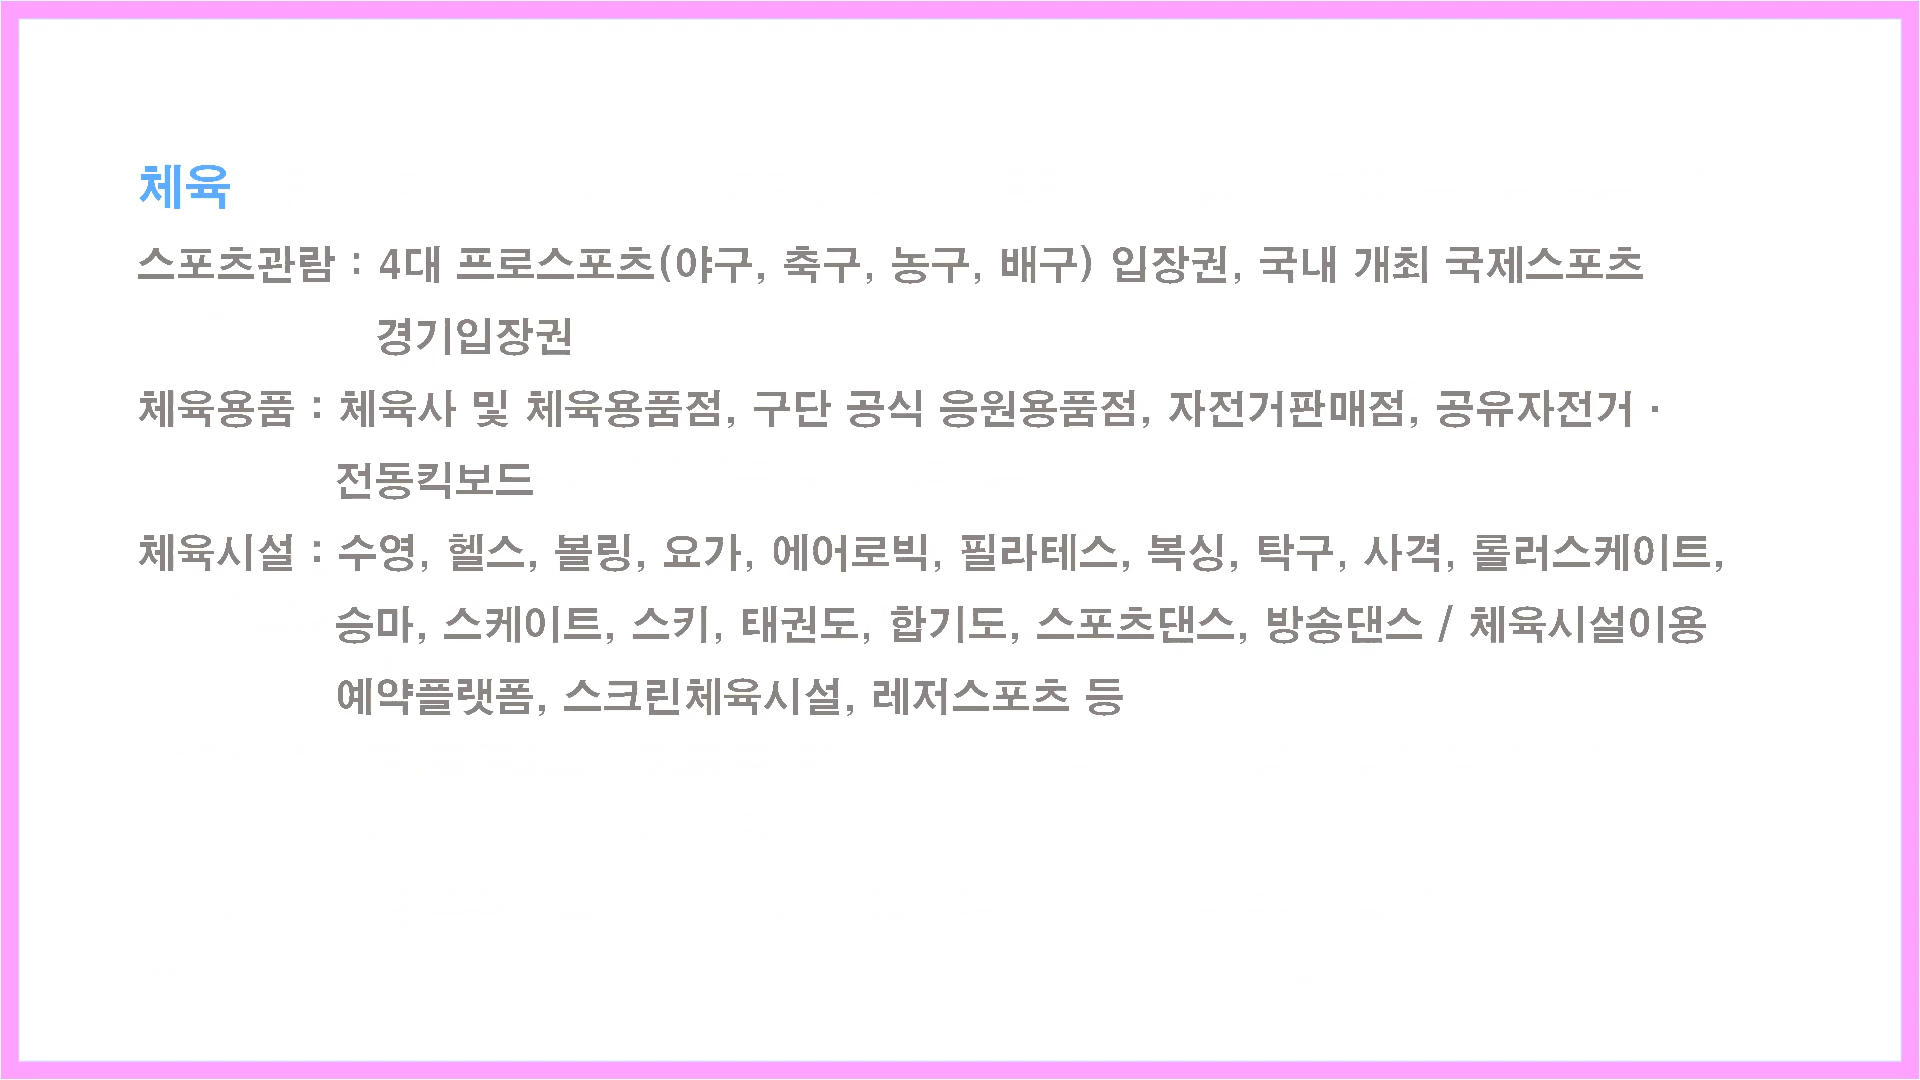 체육
스포츠관람 : 4대 프로스포츠(야구, 축구, 농구, 배구) 입장권, 국내 개최 국제스포츠
경기입장권
체육용품 : 체육사 및 체육용품점, 구단 공식 응원용품점, 자전거판매점, 공유자전거 ·
전동킥보드
체육시설 : 수영, 헬스, 볼링, 요가, 에어로빅, 필라테스, 복싱, 탁구, 사격, 롤러스케이트,
승마, 스케이트, 스키, 태권도, 합기도, 스포츠댄스, 방송댄스 / 체육시설이용
예약플랫폼, 스크린체육시설, 레저스포츠 등